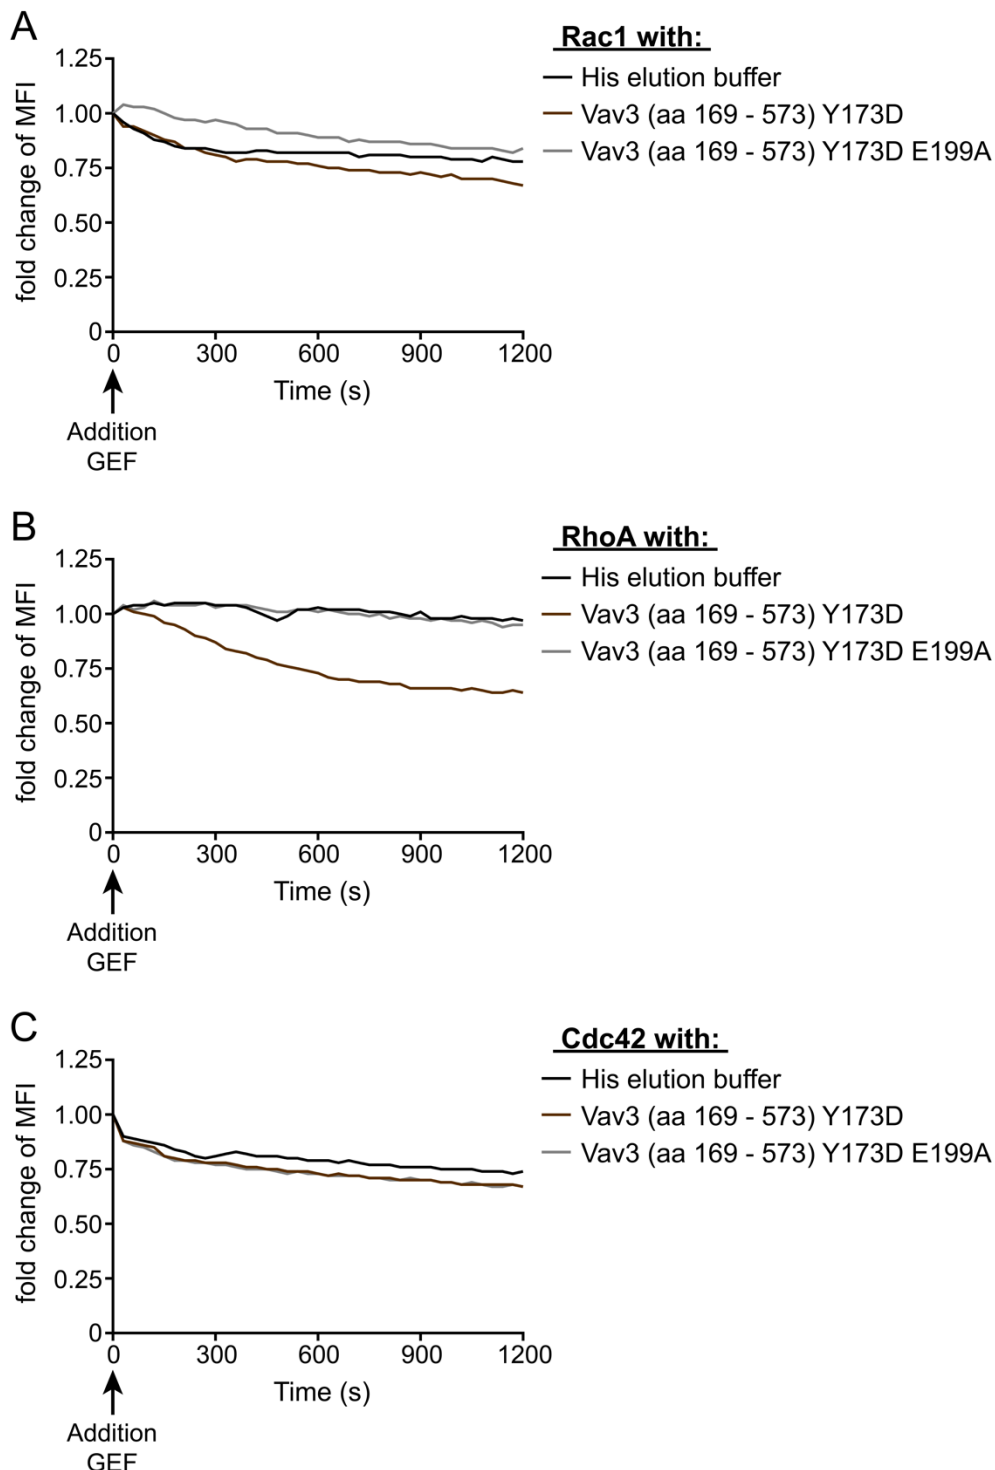 A
Rac1 with:
His elution buffer
Vav3 (aa 169 - 573) Y173D
Vav3 (aa 169 - 573) Y173D E199A
fold change of MFI
1.25
1.00
0.75
0.50
0.25
0
0 300 600 900 1200
Time (s)
Addition
GEF
B
RhoA with:
His elution buffer
Vav3 (aa 169 - 573) Y173D
Vav3 (aa 169 - 573) Y173D E199A
fold change of MFI
1.25
1.00
0.75
0.50
0.25
0
0 300 600 900 1200
Time (s)
Addition
GEF
C
Cdc42 with:
His elution buffer
Vav3 (aa 169 - 573) Y173D
Vav3 (aa 169 - 573) Y173D E199A
fold change of MFI
1.25
1.00
0.75
0.50
0.25
0
0 300 600 900 1200
Time (s)
Addition
GEF